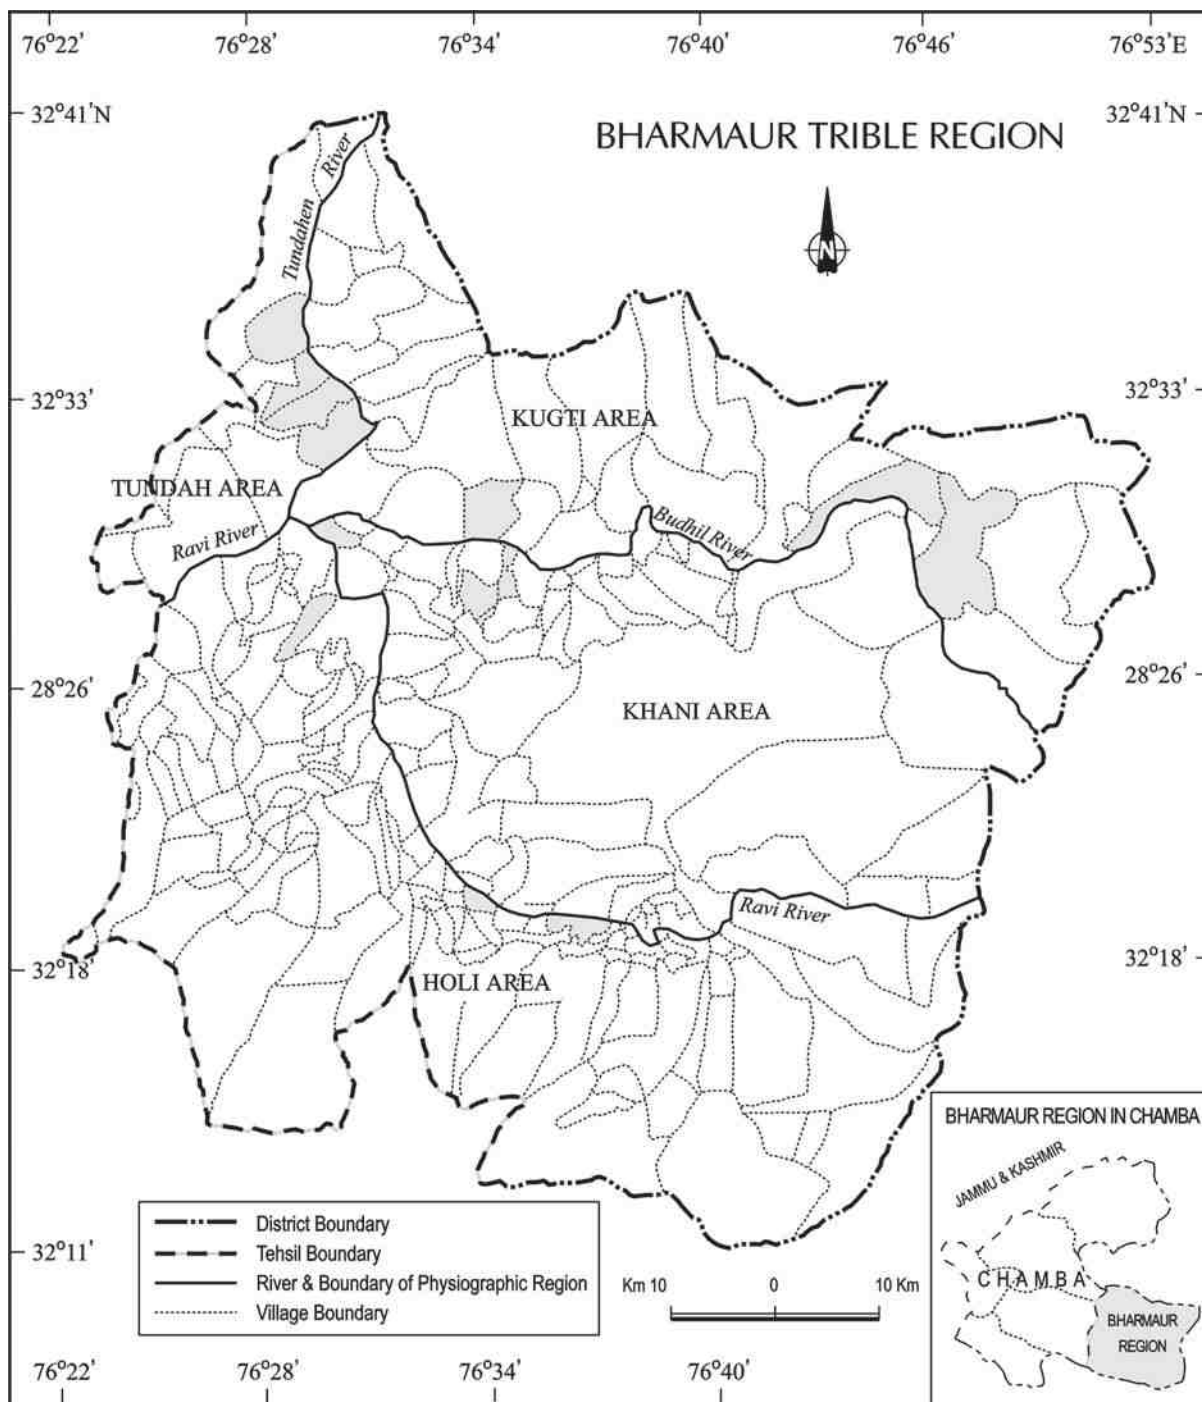 76°22' 76°28' 76°34' 76°40' 76°46' 76°53'E
32°41'N 32°41'N
BHARMAUR TRIBLE REGION
River
Tundahen
N
32°33' 32°33'
KUGTI AREA
TUNDAH AREA
Ravi River
Budhil River
28°26' 28°26'
KHANI AREA
Ravi River
32°18' 32°18'
HOLI AREA
BHARMAUR REGION IN CHAMBA
JAMMU & KASHMIR
CHAMBA
BHARMAUR
REGION
District Boundary
Tehsil Boundary
River & Boundary of Physiographic Region
Village Boundary
32°11'
Km 10 0 10 Km
76°22' 76°28' 76°34' 76°40'